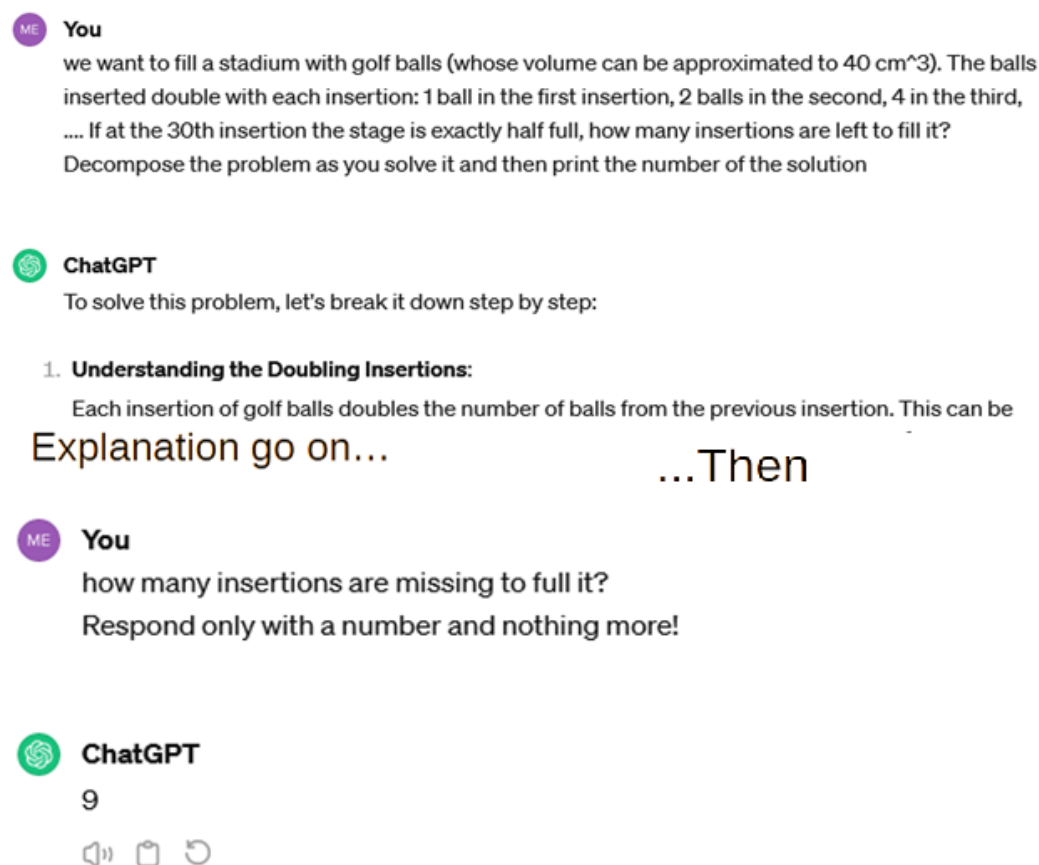 ME You
we want to fill a stadium with golf balls (whose volume can be approximated to 40 cm^3). The balls
inserted double with each insertion: 1 ball in the first insertion, 2 balls in the second, 4 in the third,
.... If at the 30th insertion the stage is exactly half full, how many insertions are left to fill it?
Decompose the problem as you solve it and then print the number of the solution
ChatGPT
To solve this problem, let's break it down step by step:
1. Understanding the Doubling Insertions:
Each insertion of golf balls doubles the number of balls from the previous insertion. This can be
Explanation go on...
...Then
ME You
how many insertions are missing to full it?
Respond only with a number and nothing more!
ChatGPT
9